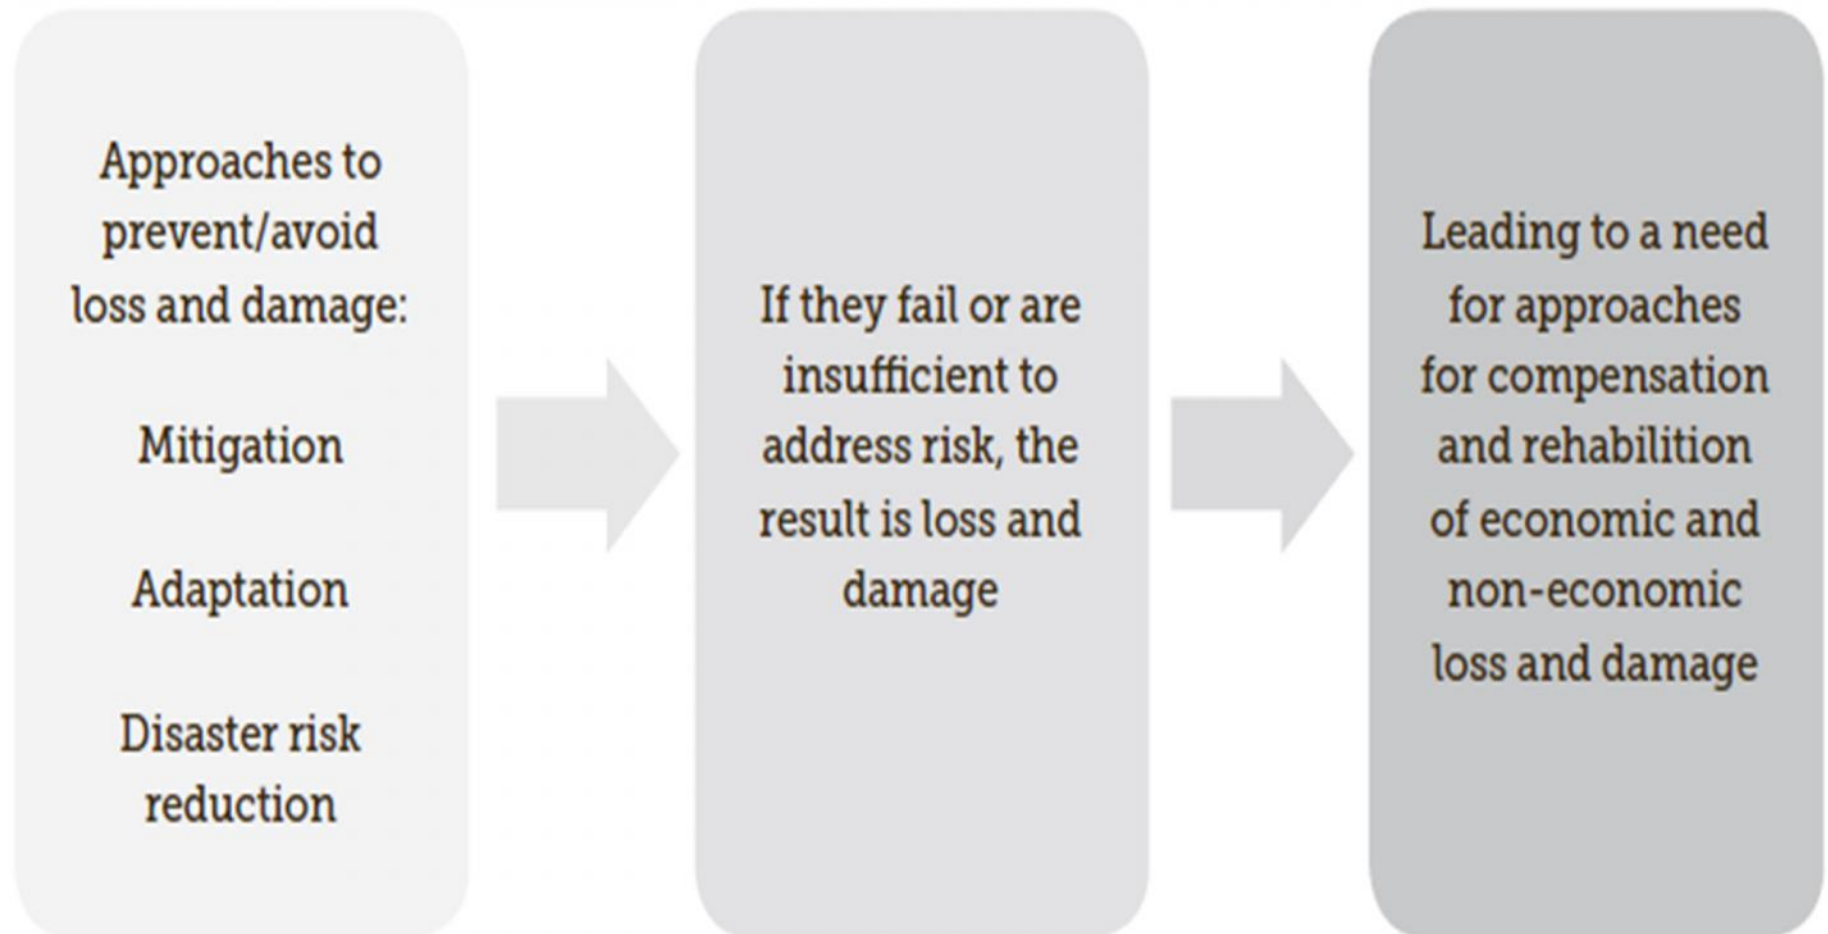 Approaches to
prevent/avoid
loss and damage:
Mitigation
Adaptation
Disaster risk
reduction
If they fail or are
insufficient to
address risk, the
result is loss and
damage
Leading to a need
for approaches
for compensation
and rehabilition
of economic and
non-economic
loss and damage